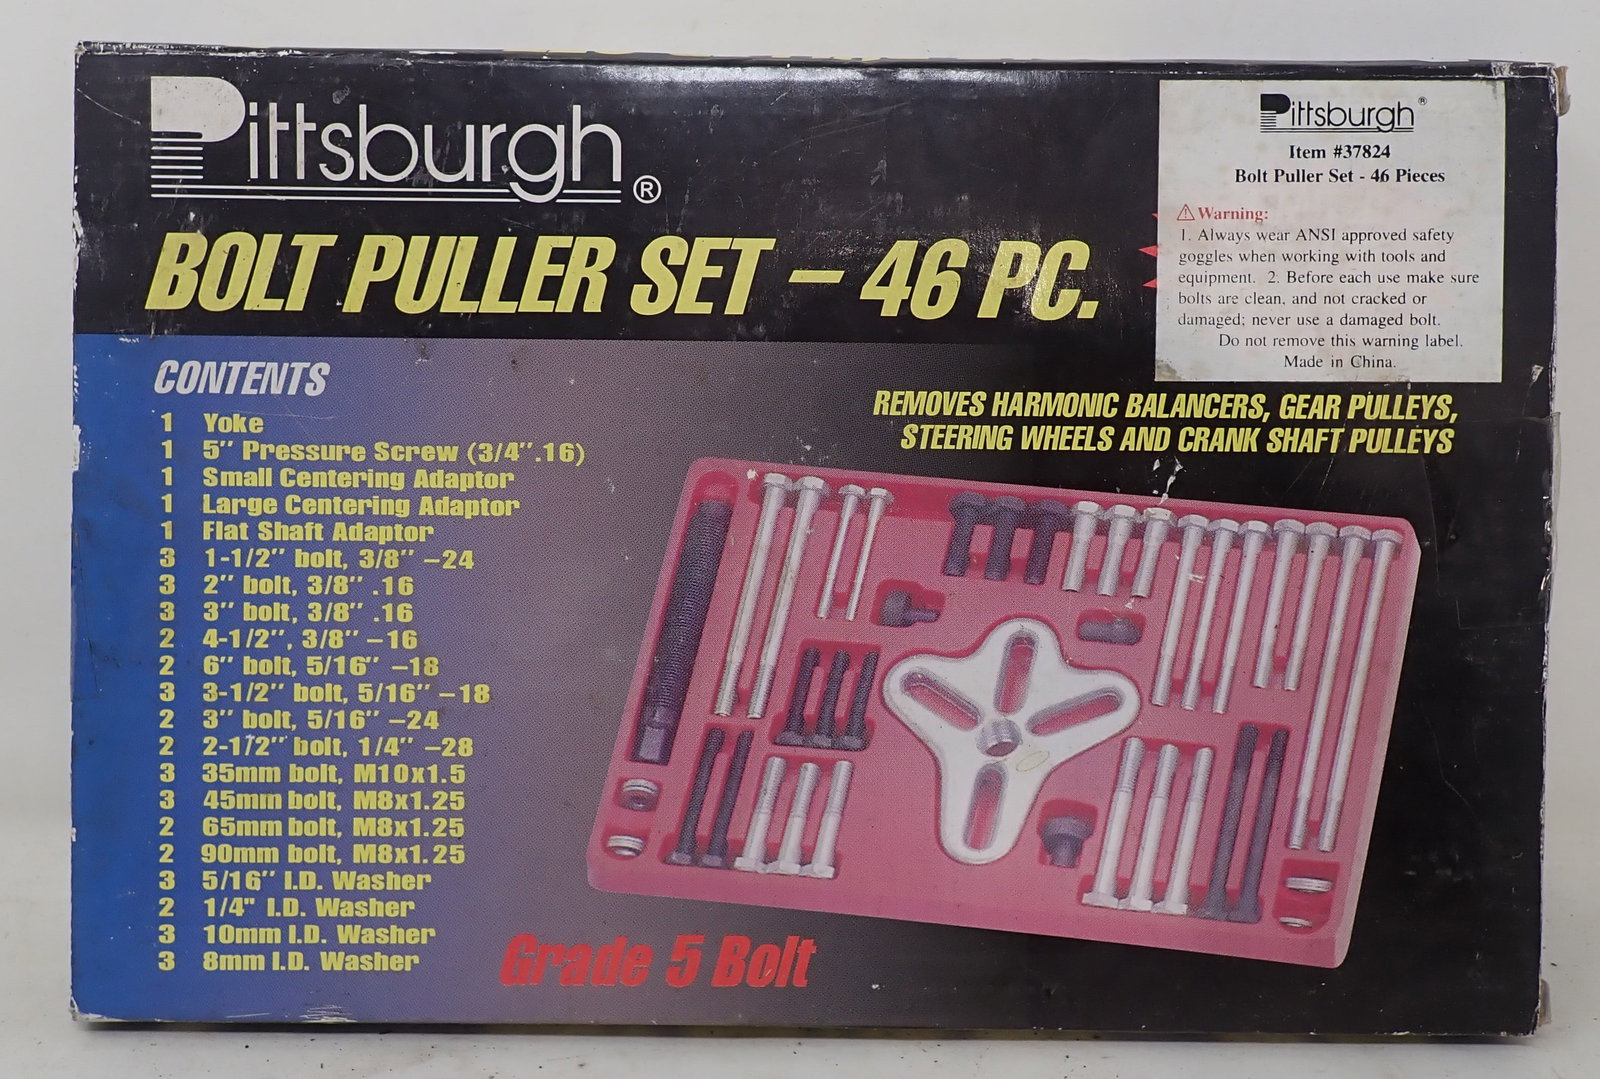 Pittsburgh®
BOLT PULLER SET – 46 PC.
Pittsburgh®
Item #37824
Bolt Puller Set - 46 Pieces
⚠ Warning:
1. Always wear ANSI approved safety
goggles when working with tools and
equipment. 2. Before each use make sure
bolts are clean, and not cracked or
damaged; never use a damaged bolt.
Do not remove this warning label.
Made in China.
REMOVES HARMONIC BALANCERS, GEAR PULLEYS,
STEERING WHEELS AND CRANK SHAFT PULLEYS
CONTENTS
1 Yoke
1 5" Pressure Screw (3/4".16)
1 Small Centering Adaptor
1 Large Centering Adaptor
1 Flat Shaft Adaptor
3 1-1/2" bolt, 3/8" –24
3 2" bolt, 3/8" .16
3 3" bolt, 3/8" .16
2 4-1/2", 3/8" –16
2 6" bolt, 5/16" –18
3 3-1/2" bolt, 5/16" –18
2 3" bolt, 5/16" –24
2 2-1/2" bolt, 1/4" –28
3 35mm bolt, M10x1.5
3 45mm bolt, M8x1.25
2 65mm bolt, M8x1.25
2 90mm bolt, M8x1.25
3 5/16" I.D. Washer
2 1/4" I.D. Washer
3 10mm I.D. Washer
3 8mm I.D. Washer
Grade 5 Bolt